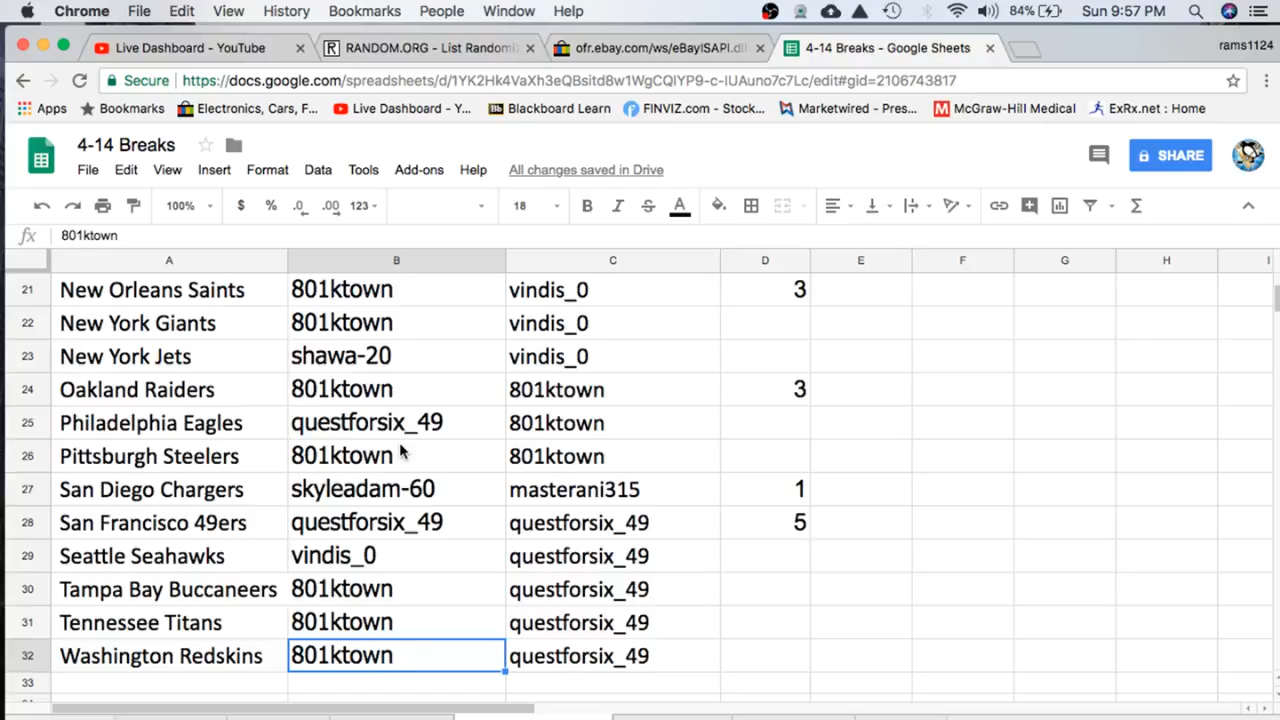 Chrome File Edit View History Bookmarks People Window Help 84% Sun 9:57 PM
Live Dashboard - YouTube RANDOM.ORG - List Randomiz ofr.ebay.com/ws/eBayISAPI.dll 4-14 Breaks - Google Sheets rams1124
Secure https://docs.google.com/spreadsheets/d/1YK2Hk4VaXh3eQBsitd8w1WgCQlYP9-c-IUAuno7c7Lc/edit#gid=2106743817
Apps Bookmarks Electronics, Cars, F... Live Dashboard - Y... Bb Blackboard Learn FINVIZ.com - Stock... Marketwired - Pres... M McGraw-Hill Medical ExRx.net : Home
4-14 Breaks SHARE
File Edit View Insert Format Data Tools Add-ons Help All changes saved in Drive
100% $ % .0 .00 123 18 B I S A Σ
fx 801ktown
A B C D E F G H I
21 New Orleans Saints 801ktown vindis_0 3
22 New York Giants 801ktown vindis_0
23 New York Jets shawa-20 vindis_0
24 Oakland Raiders 801ktown 801ktown 3
25 Philadelphia Eagles questforsix_49 801ktown
26 Pittsburgh Steelers 801ktown 801ktown
27 San Diego Chargers skyleadam-60 masterani315 1
28 San Francisco 49ers questforsix_49 questforsix_49 5
29 Seattle Seahawks vindis_0 questforsix_49
30 Tampa Bay Buccaneers 801ktown questforsix_49
31 Tennessee Titans 801ktown questforsix_49
32 Washington Redskins 801ktown questforsix_49
33